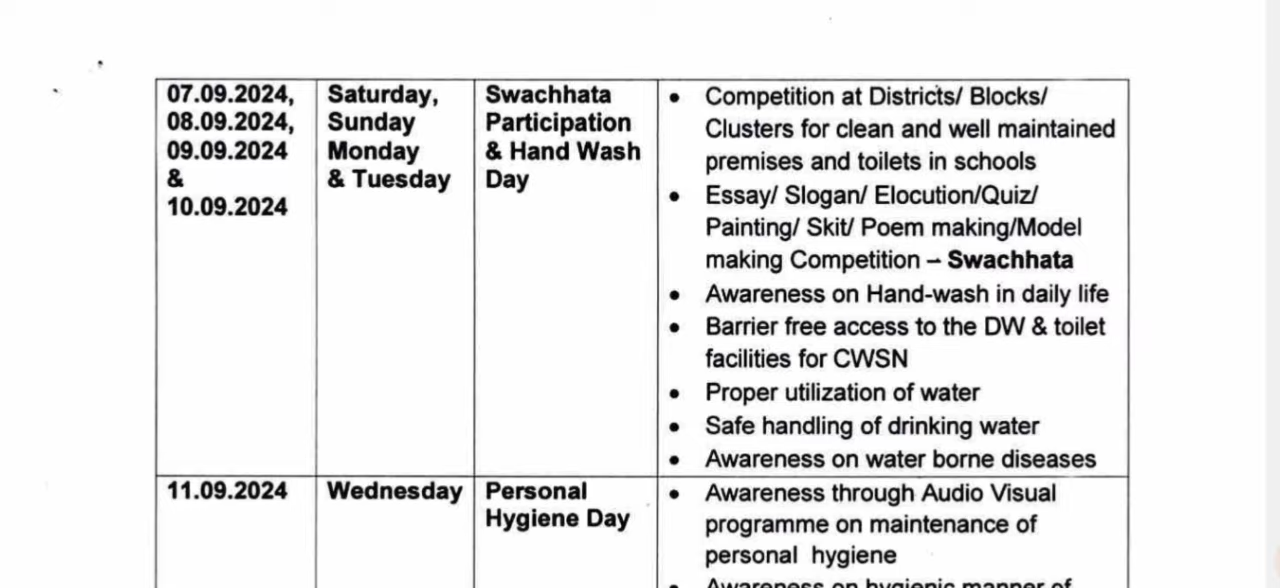 07.09.2024,
08.09.2024,
09.09.2024
&
10.09.2024
Saturday,
Sunday
Monday
& Tuesday
Swachhata
Participation
& Hand Wash
Day
• Competition at Districts/ Blocks/
Clusters for clean and well maintained
premises and toilets in schools
• Essay/ Slogan/ Elocution/Quiz/
Painting/ Skit/ Poem making/Model
making Competition – Swachhata
• Awareness on Hand-wash in daily life
• Barrier free access to the DW & toilet
facilities for CWSN
• Proper utilization of water
• Safe handling of drinking water
• Awareness on water borne diseases
11.09.2024
Wednesday
Personal
Hygiene Day
• Awareness through Audio Visual
programme on maintenance of
personal hygiene
• Awareness on hygienic manner of